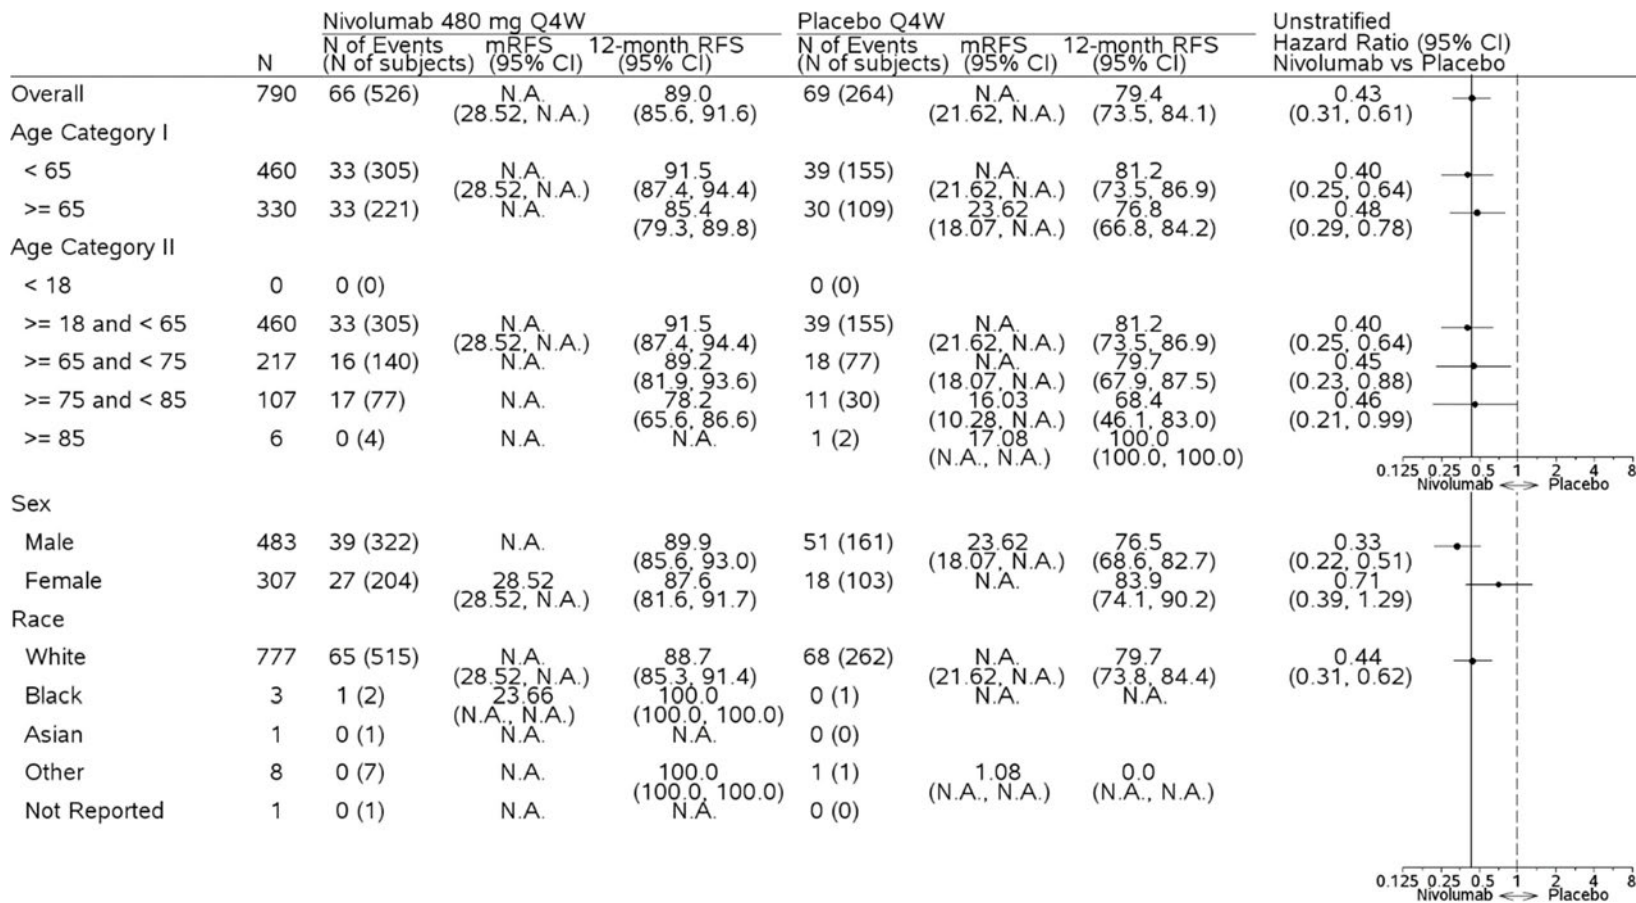 Nivolumab 480 mg Q4W Placebo Q4W Unstratified
N of Events mRFS 12-month RFS N of Events mRFS 12-month RFS Hazard Ratio (95% CI)
N (N of subjects) (95% CI) (95% CI) (N of subjects) (95% CI) (95% CI) Nivolumab vs Placebo
Overall 790 66 (526) N.A. 89.0 69 (264) N.A. 79.4 0.43
(28.52, N.A.) (85.6, 91.6) (21.62, N.A.) (73.5, 84.1) (0.31, 0.61)
Age Category I
< 65 460 33 (305) N.A. 91.5 39 (155) N.A. 81.2 0.40
(28.52, N.A.) (87.4, 94.4) (21.62, N.A.) (73.5, 86.9) (0.25, 0.64)
>= 65 330 33 (221) N.A. 85.4 30 (109) 23.62 76.8 0.48
(79.3, 89.8) (18.07, N.A.) (66.8, 84.2) (0.29, 0.78)
Age Category II
< 18 0 0 (0) 0 (0)
>= 18 and < 65 460 33 (305) N.A. 91.5 39 (155) N.A. 81.2 0.40
(28.52, N.A.) (87.4, 94.4) (21.62, N.A.) (73.5, 86.9) (0.25, 0.64)
>= 65 and < 75 217 16 (140) N.A. 89.2 18 (77) N.A. 79.7 0.45
(81.9, 93.6) (18.07, N.A.) (67.9, 87.5) (0.23, 0.88)
>= 75 and < 85 107 17 (77) N.A. 78.2 11 (30) 16.03 68.4 0.46
(65.6, 86.6) (10.28, N.A.) (46.1, 83.0) (0.21, 0.99)
>= 85 6 0 (4) N.A. N.A. 1 (2) 17.08 100.0
(N.A., N.A.) (100.0, 100.0)
0.125 0.25 0.5 1 2 4 8
Nivolumab <--> Placebo
Sex
Male 483 39 (322) N.A. 89.9 51 (161) 23.62 76.5 0.33
(85.6, 93.0) (18.07, N.A.) (68.6, 82.7) (0.22, 0.51)
Female 307 27 (204) 28.52 87.6 18 (103) N.A. 83.9 0.71
(28.52, N.A.) (81.6, 91.7) (74.1, 90.2) (0.39, 1.29)
Race
White 777 65 (515) N.A. 88.7 68 (262) N.A. 79.7 0.44
(28.52, N.A.) (85.3, 91.4) (21.62, N.A.) (73.8, 84.4) (0.31, 0.62)
Black 3 1 (2) 23.66 100.0 0 (1) N.A. N.A.
(N.A., N.A.) (100.0, 100.0)
Asian 1 0 (1) N.A. N.A. 0 (0)
Other 8 0 (7) N.A. 100.0 1 (1) 1.08 0.0
(100.0, 100.0) (N.A., N.A.) (N.A., N.A.)
Not Reported 1 0 (1) N.A. N.A. 0 (0)
0.125 0.25 0.5 1 2 4 8
Nivolumab <--> Placebo